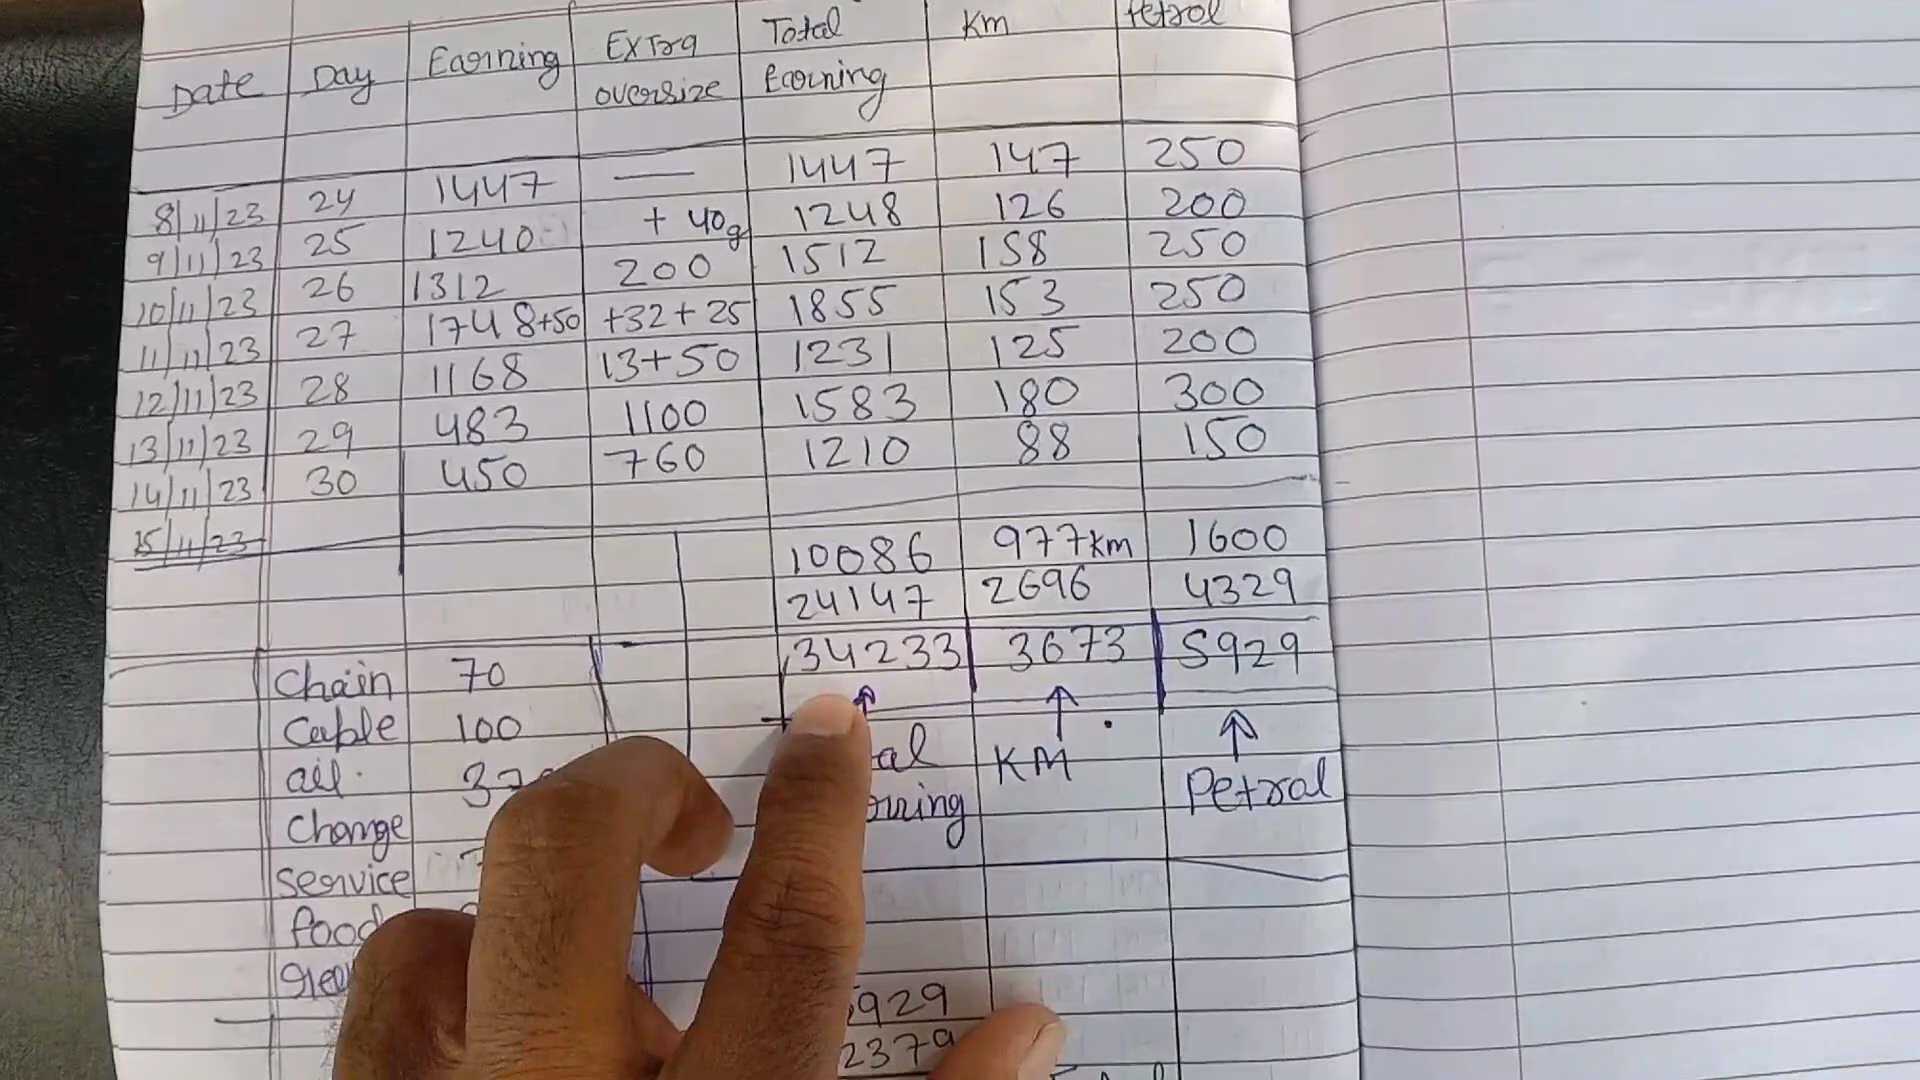 Date Day Earning Extra oversize Total Earning Km Petrol
8/11/23 24 1447 — 1447 147 250
9/11/23 25 1240 + 40g 1248 126 200
10/11/23 26 1312 200 1512 158 250
11/11/23 27 1748+50 +32+25 1855 153 250
12/11/23 28 1168 13+50 1231 125 200
13/11/23 29 483 1100 1583 180 300
14/11/23 30 450 760 1210 88 150
15/11/23
10086 977km 1600
24147 2696 4329
34233 3673 5929
Chain 70
Cable 100
oil
Change
Service
food
KM
Petral
929
2379